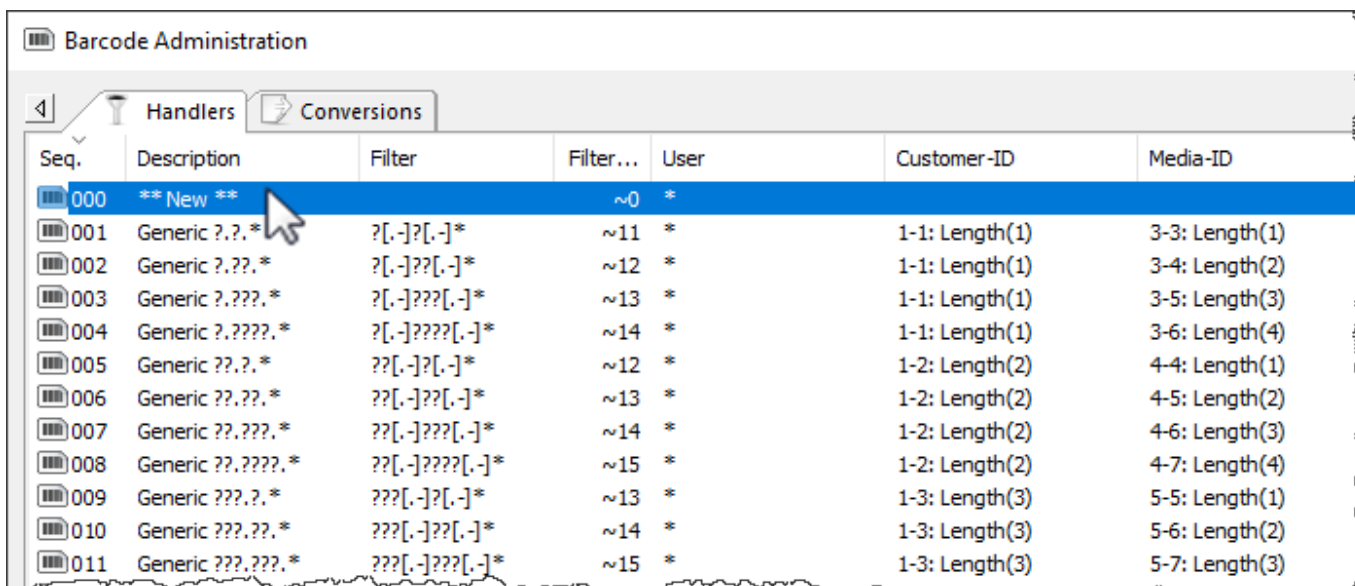 Barcode Administration
Handlers Conversions
Seq. Description Filter Filter... User Customer-ID Media-ID
000 ** New ** ~0 *
001 Generic ?.?.* ?[.-]?[.-]* ~11 * 1-1: Length(1) 3-3: Length(1)
002 Generic ?.??.* ?[.-]??[.-]* ~12 * 1-1: Length(1) 3-4: Length(2)
003 Generic ?.???.* ?[.-]???[.-]* ~13 * 1-1: Length(1) 3-5: Length(3)
004 Generic ?.????.* ?[.-]????[.-]* ~14 * 1-1: Length(1) 3-6: Length(4)
005 Generic ??.?.* ??[.-]?[.-]* ~12 * 1-2: Length(2) 4-4: Length(1)
006 Generic ??.??.* ??[.-]??[.-]* ~13 * 1-2: Length(2) 4-5: Length(2)
007 Generic ??.???.* ??[.-]???[.-]* ~14 * 1-2: Length(2) 4-6: Length(3)
008 Generic ??.????.* ??[.-]????[.-]* ~15 * 1-2: Length(2) 4-7: Length(4)
009 Generic ???.?.* ???[.-]?[.-]* ~13 * 1-3: Length(3) 5-5: Length(1)
010 Generic ???.??.* ???[.-]??[.-]* ~14 * 1-3: Length(3) 5-6: Length(2)
011 Generic ???.???.* ???[.-]???[.-]* ~15 * 1-3: Length(3) 5-7: Length(3)